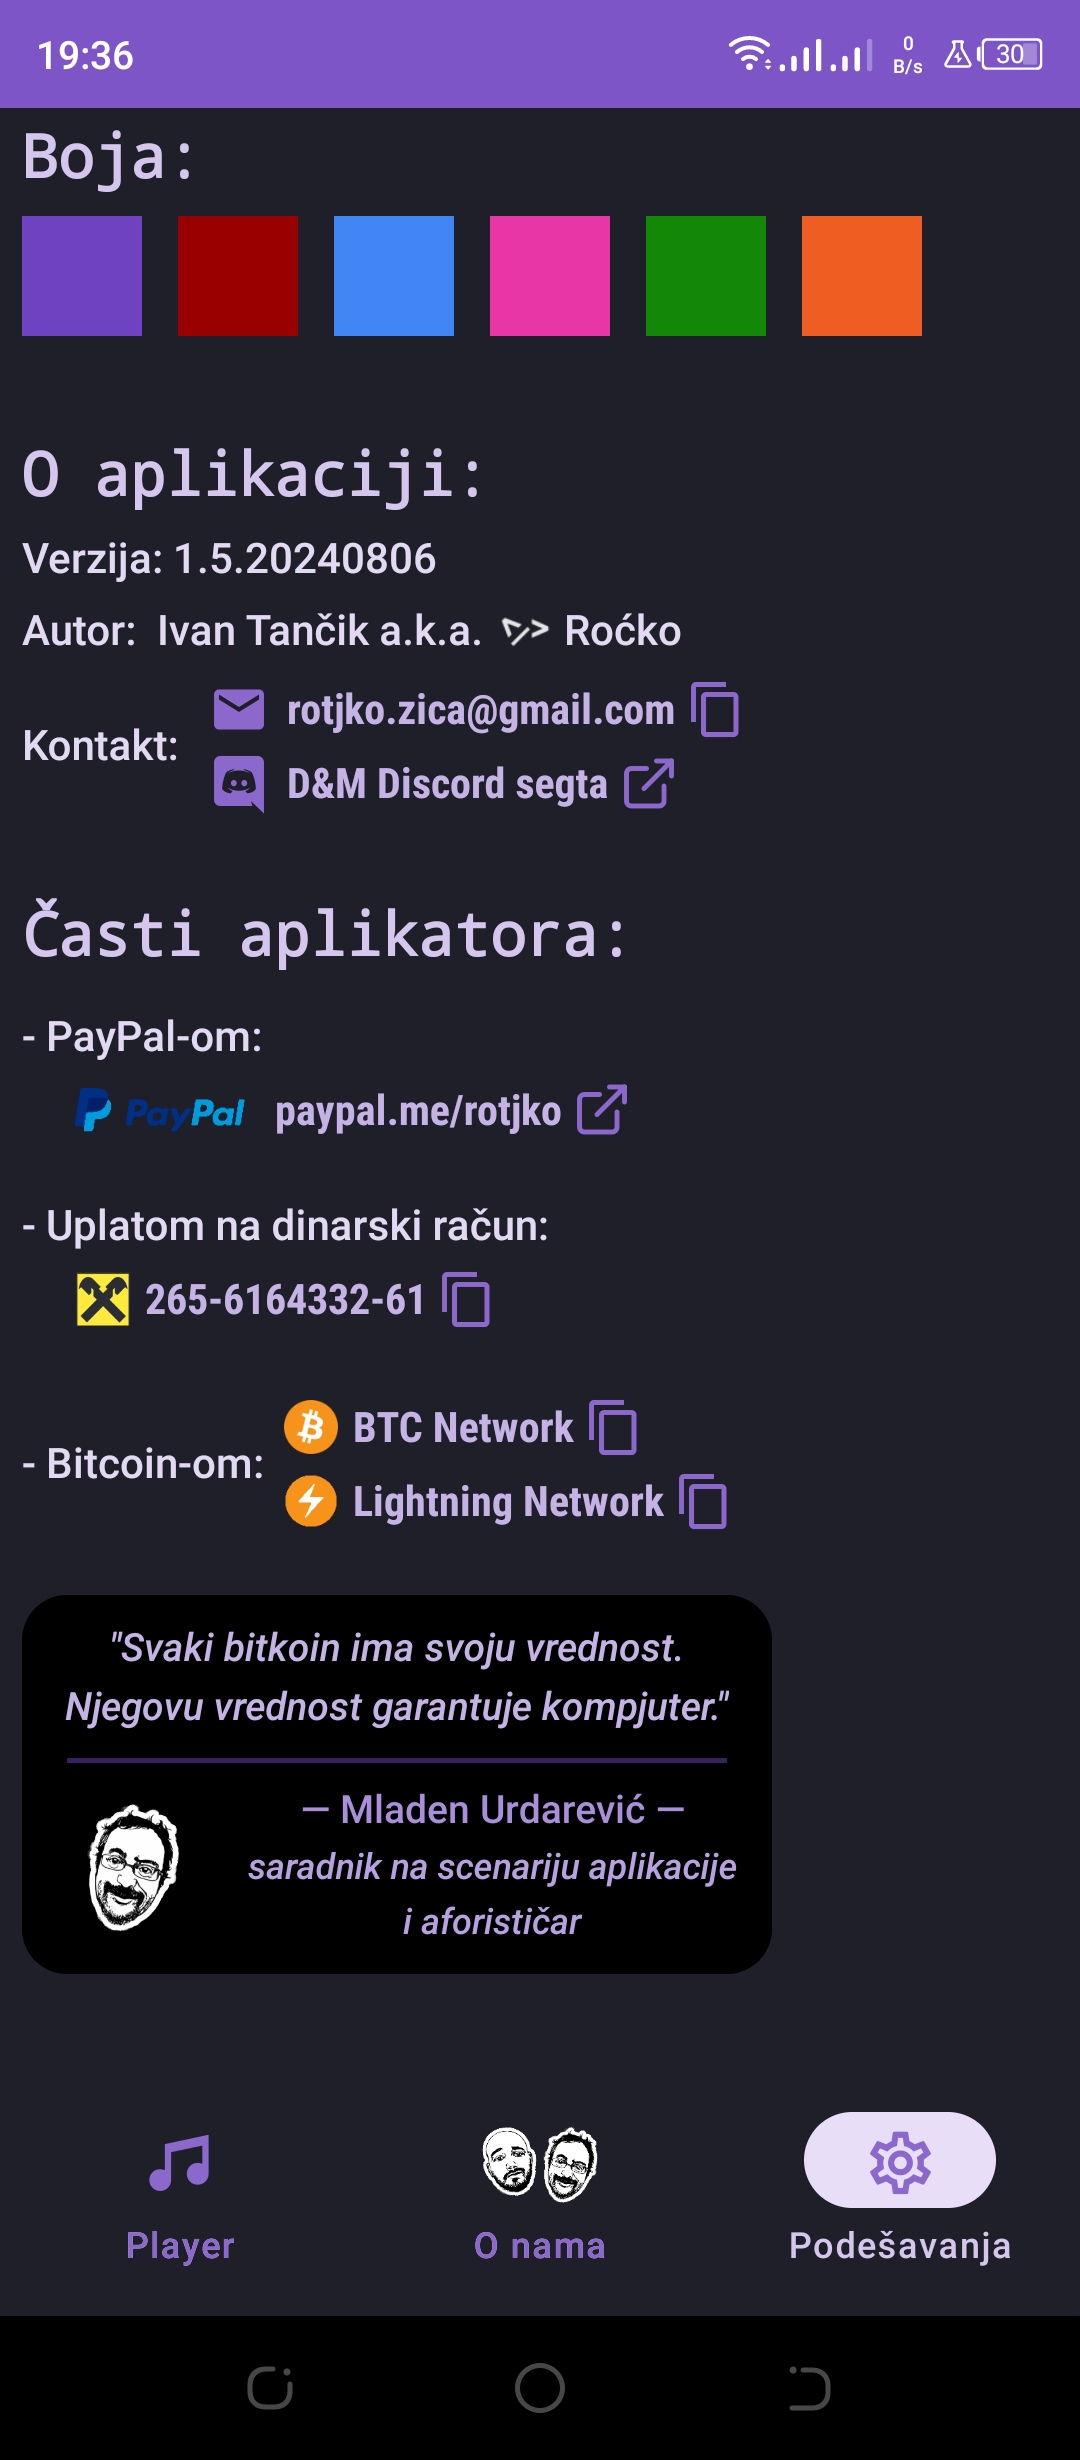 19:36
0
B/s
30
Boja:
O aplikaciji:
Verzija: 1.5.20240806
Autor: Ivan Tančik a.k.a. </> Roćko
Kontakt:
rotjko.zica@gmail.com
D&M Discord segta
Časti aplikatora:
- PayPal-om:
PayPal paypal.me/rotjko
- Uplatom na dinarski račun:
265-6164332-61
- Bitcoin-om:
BTC Network
Lightning Network
"Svaki bitkoin ima svoju vrednost.
Njegovu vrednost garantuje kompjuter."
— Mladen Urdarević —
saradnik na scenariju aplikacije
i aforističar
Player
O nama
Podešavanja